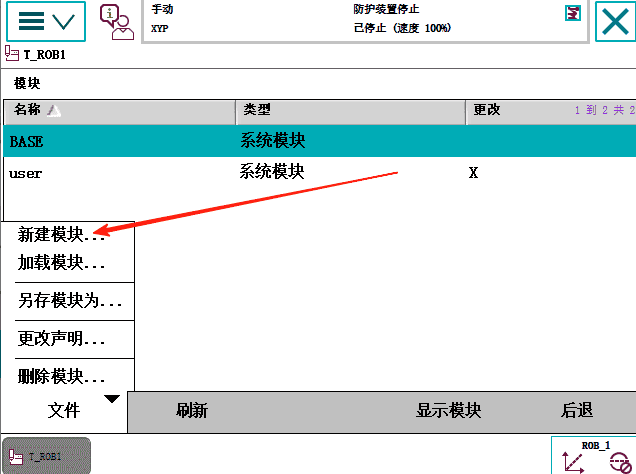 手动
防护装置停止
XYP
己停止 (速度 100%)
T_ROB1
模块
名称
类型
更改
1 到 2 共 2
BASE
系统模块
user
系统模块
X
新建模块...
加载模块...
另存模块为...
更改声明...
删除模块...
文件
刷新
显示模块
后退
T_ROB1
ROB_1